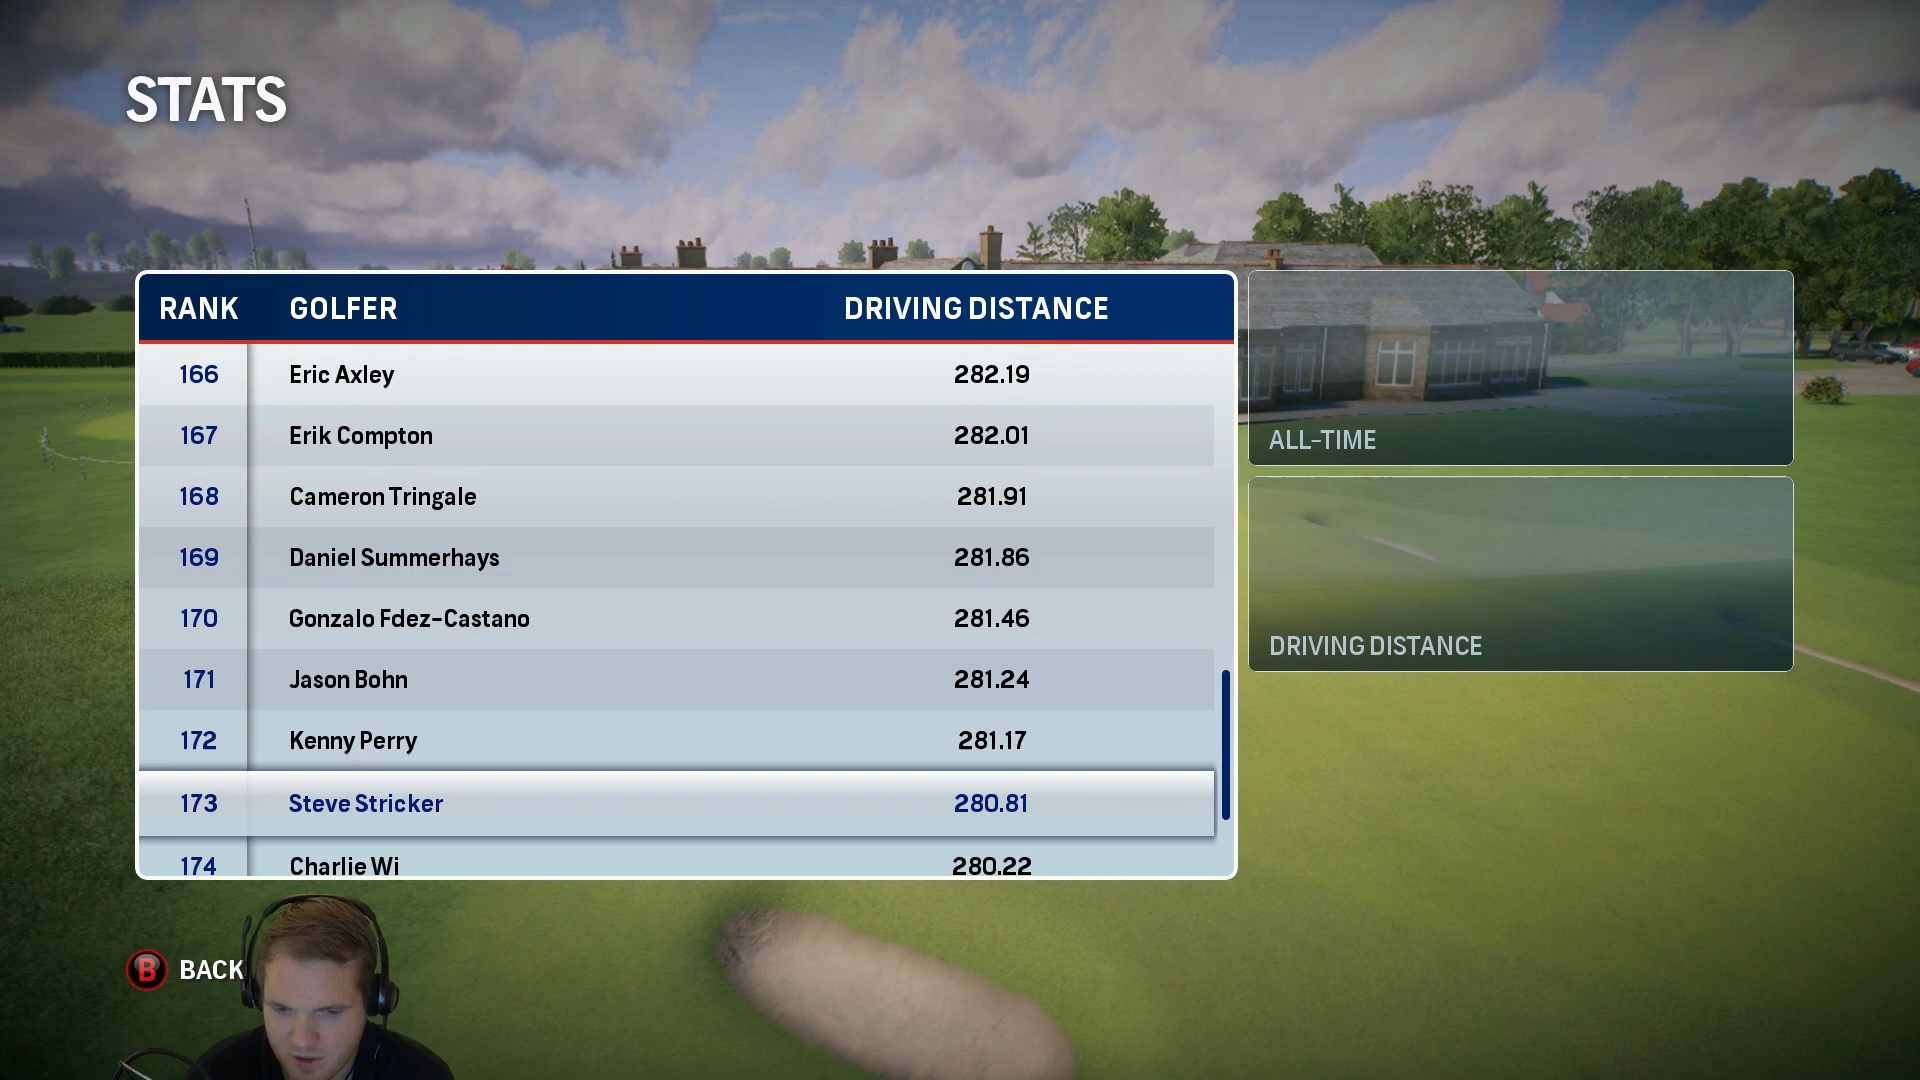 STATS
RANK GOLFER DRIVING DISTANCE
166 Eric Axley 282.19
167 Erik Compton 282.01
168 Cameron Tringale 281.91
169 Daniel Summerhays 281.86
170 Gonzalo Fdez-Castano 281.46
171 Jason Bohn 281.24
172 Kenny Perry 281.17
173 Steve Stricker 280.81
174 Charlie Wi 280.22
ALL-TIME
DRIVING DISTANCE
B BACK